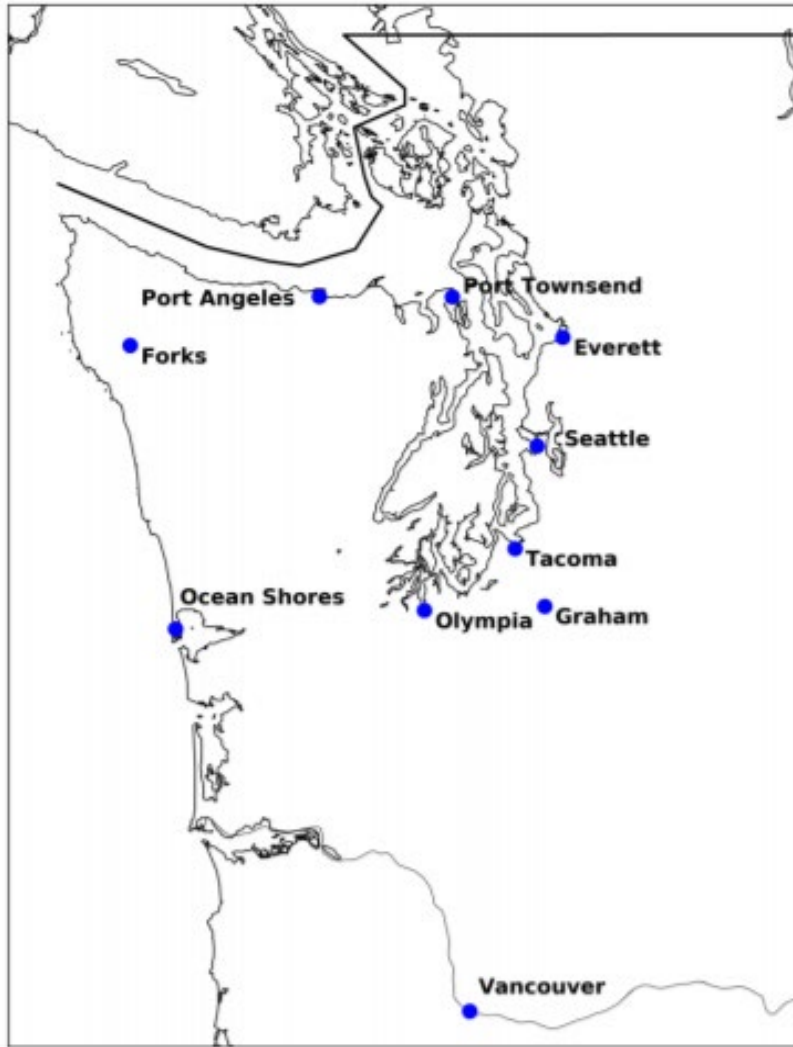 Port Angeles
Port Townsend
Forks
Everett
Seattle
Tacoma
Ocean Shores
Olympia
Graham
Vancouver